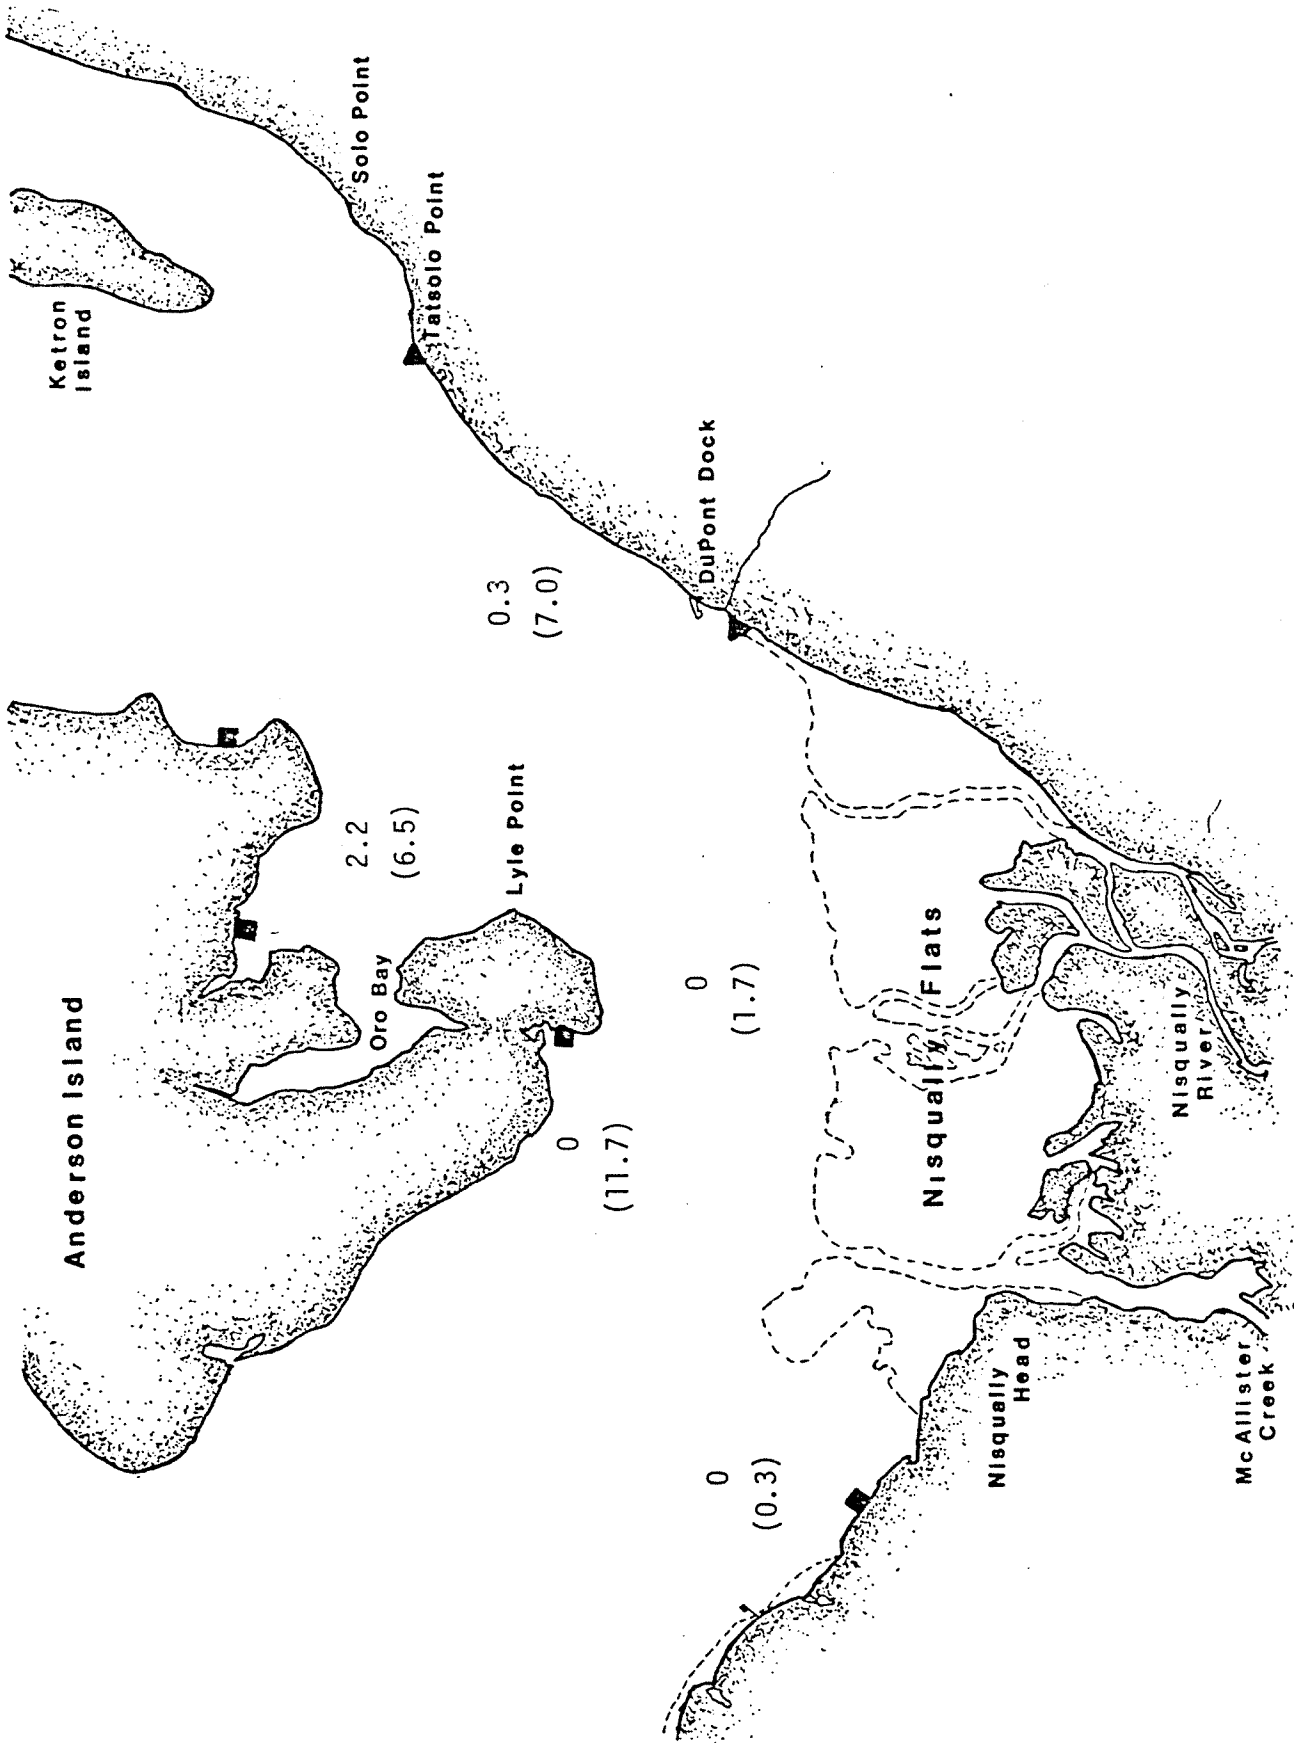 Ketron
Island
Solo Point
Tatsolo Point
DuPont Dock
0.3
(7.0)
Anderson Island
2.2
(6.5)
Oro Bay
Lyle Point
0
(11.7)
0
(1.7)
0
(0.3)
Nisqually Flats
Nisqually
River
Nisqually
Head
McAllister
Creek